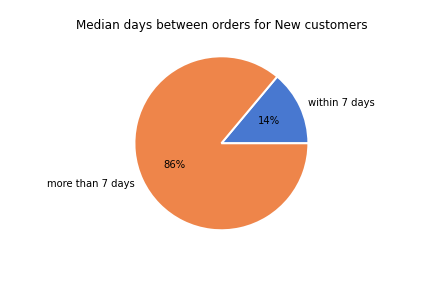 Median days between orders for New customers
within 7 days
14%
86%
more than 7 days